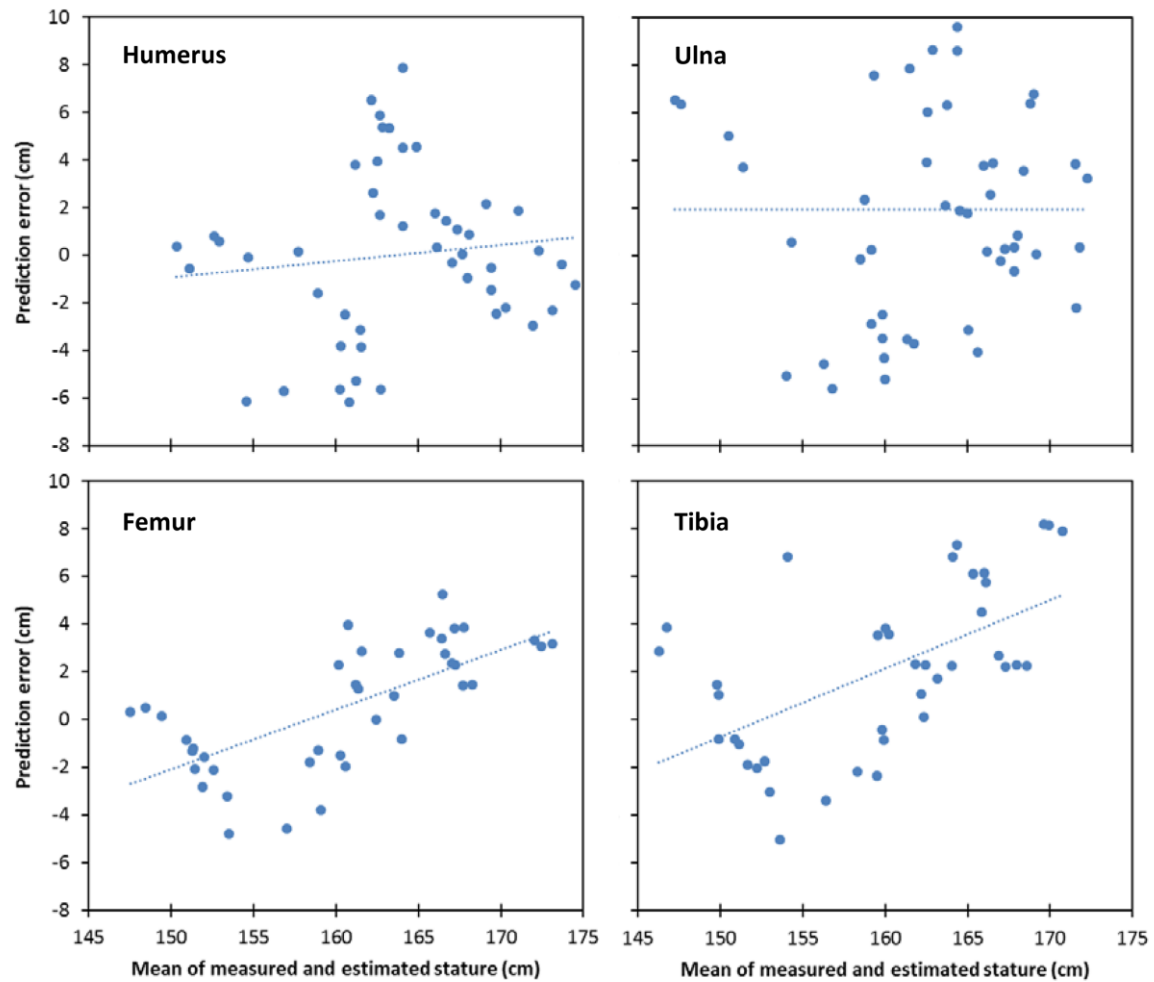 Humerus
Ulna
Prediction error (cm)
10
8
6
4
2
0
-2
-4
-6
-8
Femur
Tibia
Prediction error (cm)
10
8
6
4
2
0
-2
-4
-6
-8
145 150 155 160 165 170 175
145 150 155 160 165 170 175
Mean of measured and estimated stature (cm)
Mean of measured and estimated stature (cm)